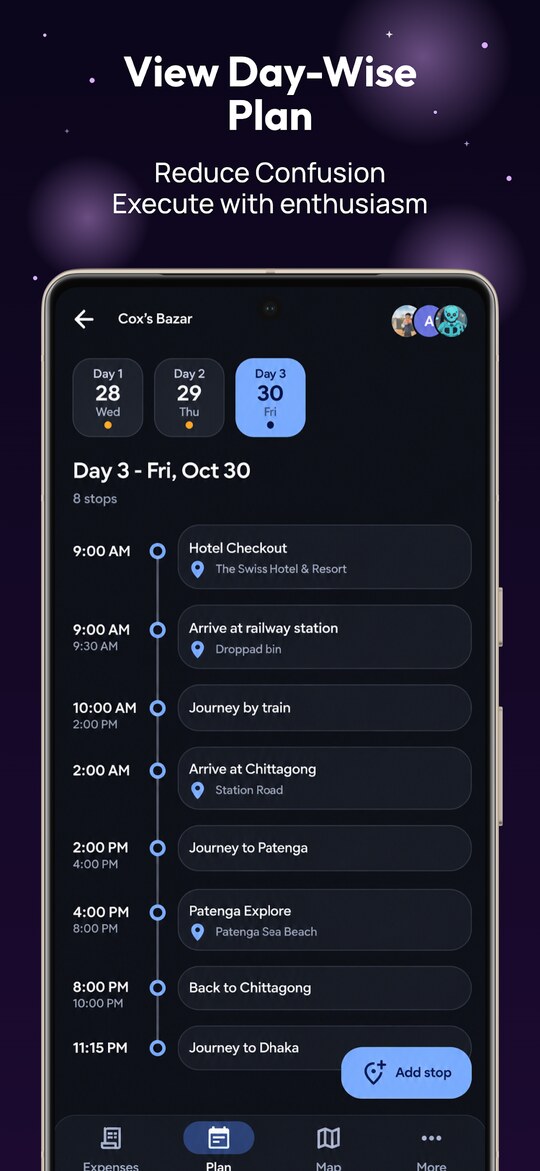 View Day-Wise
Plan
Reduce Confusion
Execute with enthusiasm
Cox's Bazar
A
Day 1
28
Wed
Day 2
29
Thu
Day 3
30
Fri
Day 3 - Fri, Oct 30
8 stops
9:00 AM
Hotel Checkout
The Swiss Hotel & Resort
9:00 AM
9:30 AM
Arrive at railway station
Droppad bin
10:00 AM
2:00 PM
Journey by train
2:00 AM
Arrive at Chittagong
Station Road
2:00 PM
4:00 PM
Journey to Patenga
4:00 PM
8:00 PM
Patenga Explore
Patenga Sea Beach
8:00 PM
10:00 PM
Back to Chittagong
11:15 PM
Journey to Dhaka
Add stop
Expenses
Plan
Map
More